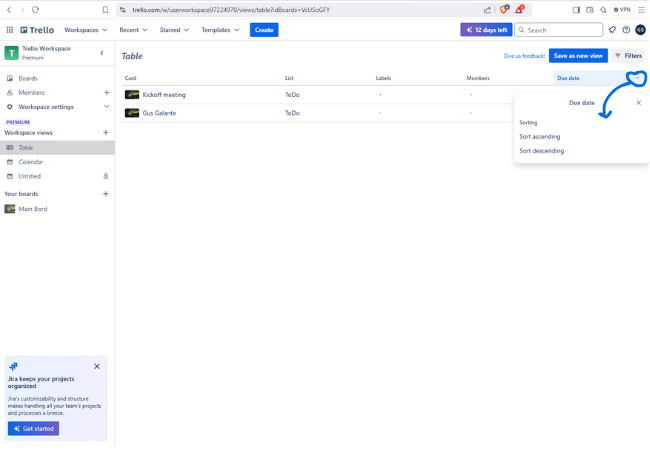 trello.com/w/userworkspace97224970/views/table?idBoards=VcUSoGfY
VPN
Trello
Workspaces
Recent
Starred
Templates
Create
12 days left
Search
GG
T
Trello Workspace
Premium
Boards
Members
Workspace settings
PREMIUM
Workspace views
Table
Calendar
Untitled
Your boards
Main Bord
Table
Give us feedback!
Save as new view
Filters
Card List Labels Members Due date
Kickoff meeting ToDo
Gus Galante ToDo
Due date
Sorting
Sort ascending
Sort descending
Jira keeps your projects
organized
Jira's customizability and structure
makes handling all your team's projects
and processes a breeze.
Get started